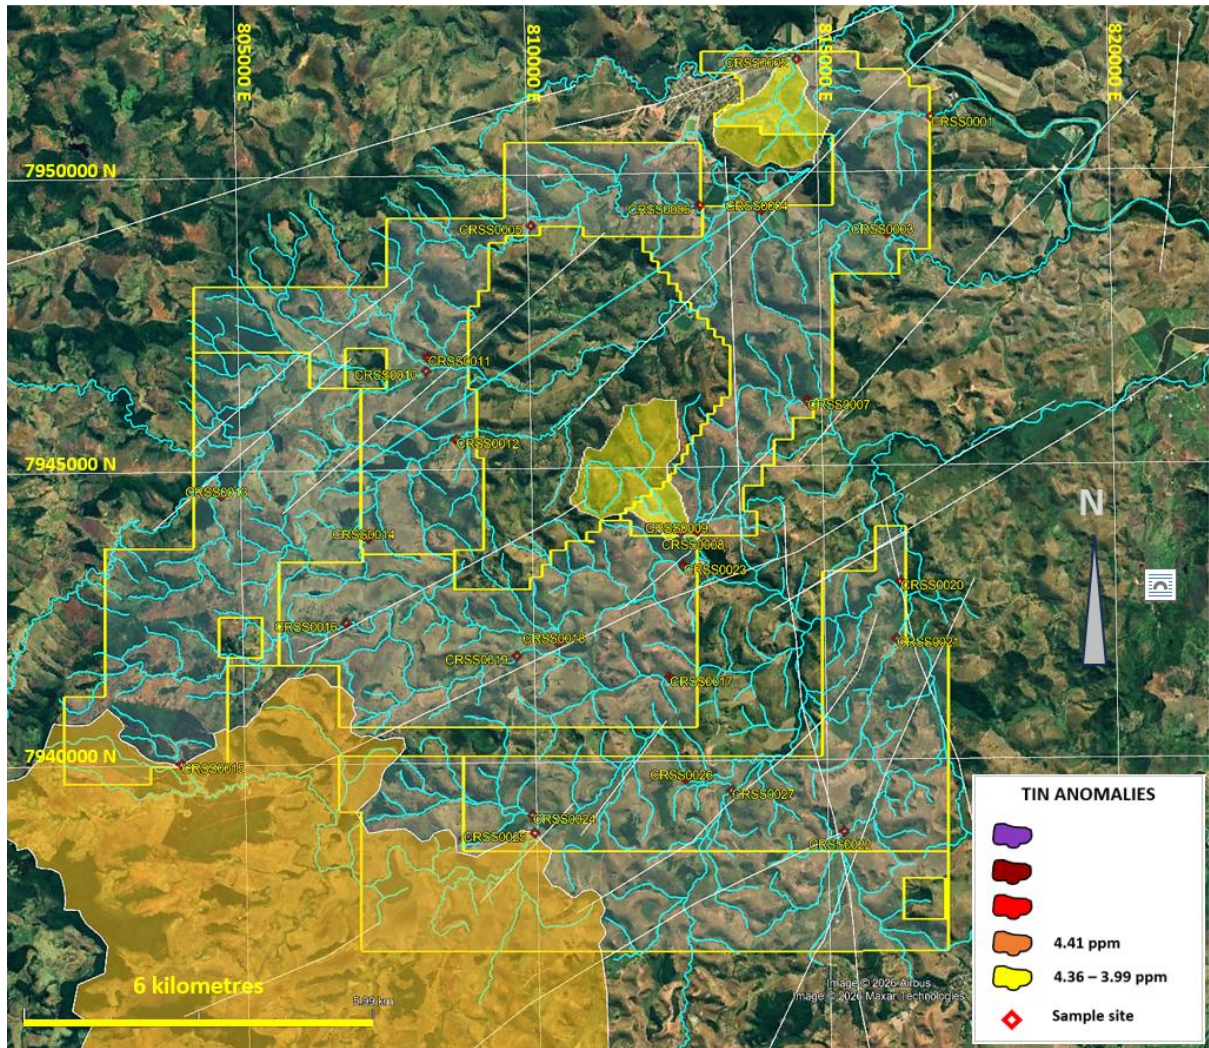 805000 E
810000 E
815000 E
820000 E
CRSS0002
CRSS0001
7950000 N
CRSS0006
CRSS0004
CRSS0005
CRSS0003
CRSS0011
CRSS0010
CRSS0007
CRSS0012
7945000 N
CRSS0013
N
CRSS0009
CRSS0014
CRSS0008
CRSS0023
CRSS0020
CRSS0016
CRSS0018
CRSS0021
CRSS0019
CRSS0017
7940000 N
CRSS0015
CRSS0026
CRSS0027
CRSS0024
CRSS0025
CRSS0022
TIN ANOMALIES
4.41 ppm
4.36 – 3.99 ppm
Sample site
6 kilometres
5.99 km
Image © 2026 Airbus
Image © 2026 Maxar Technologies